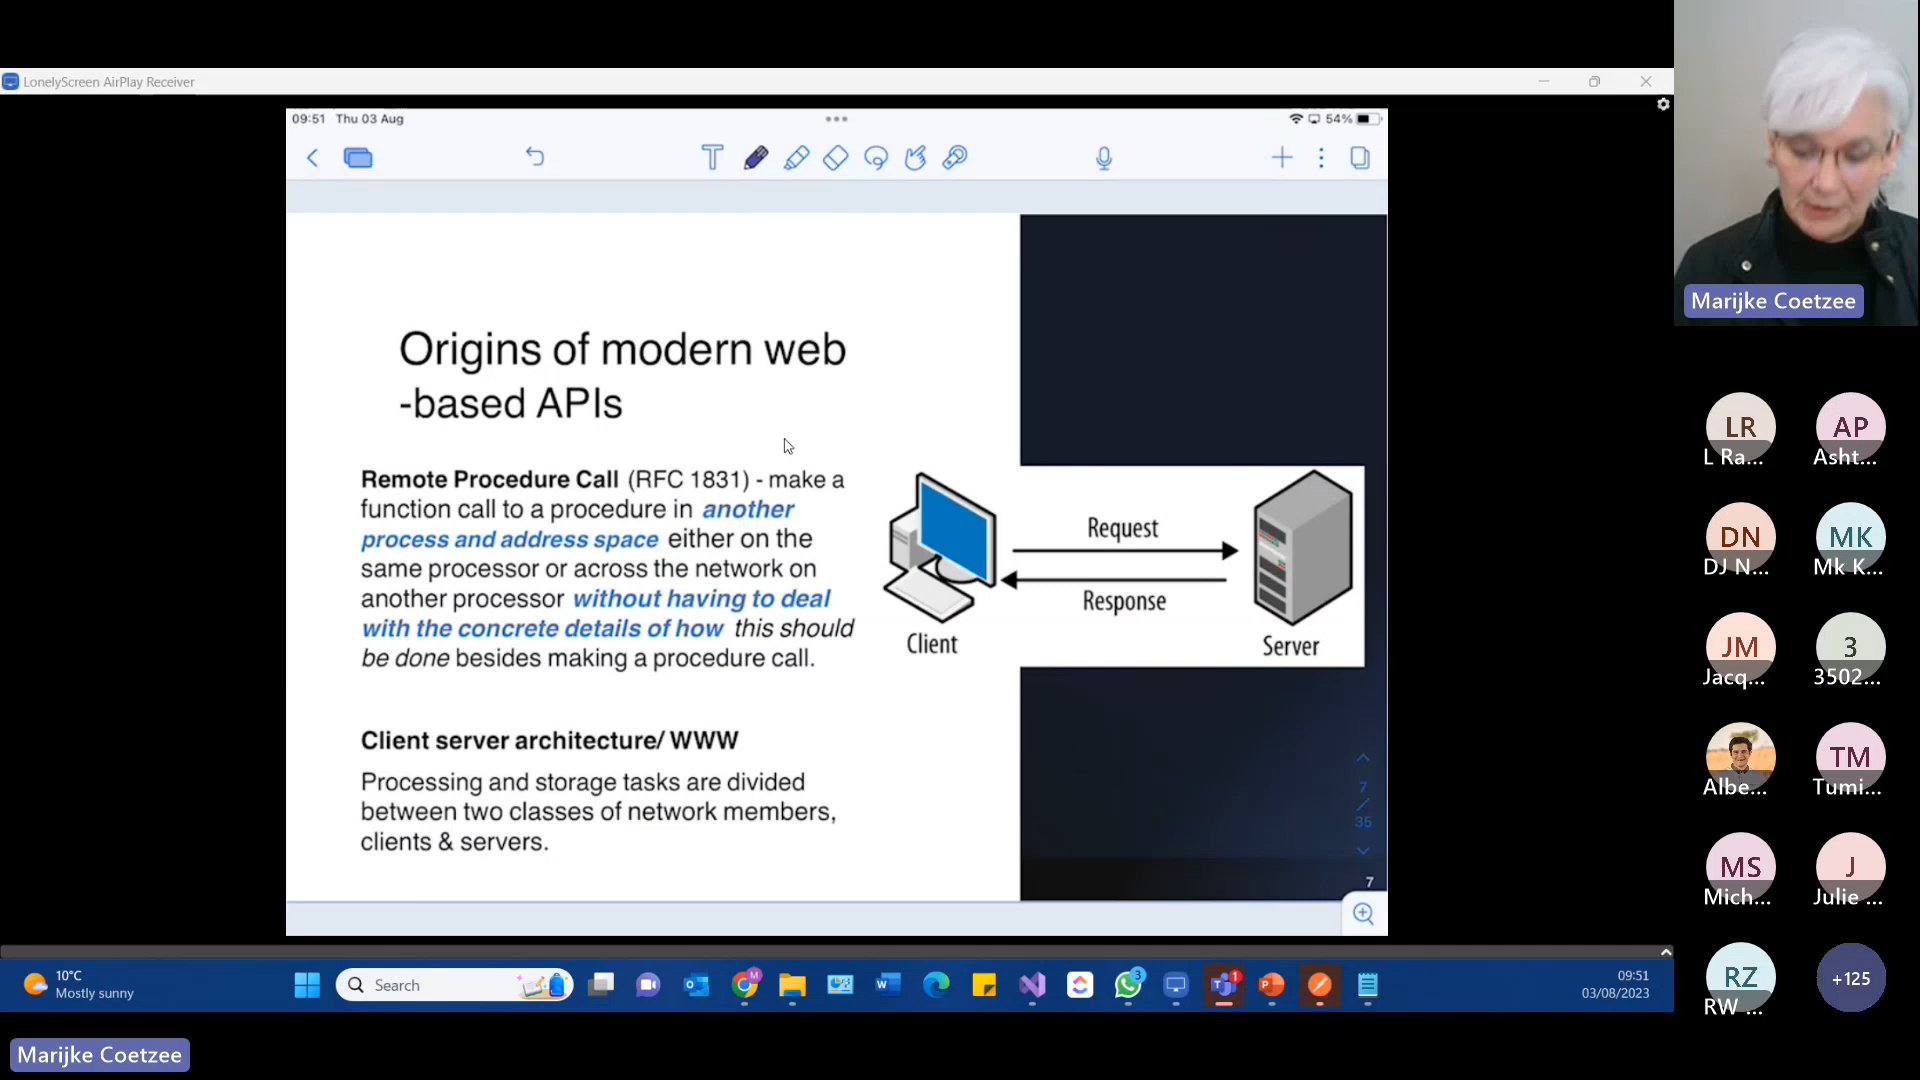 LonelyScreen AirPlay Receiver
09:51 Thu 03 Aug
54%
Origins of modern web
-based APIs
Remote Procedure Call (RFC 1831) - make a
function call to a procedure in another
process and address space either on the
same processor or across the network on
another processor without having to deal
with the concrete details of how this should
be done besides making a procedure call.
Client server architecture/ WWW
Processing and storage tasks are divided
between two classes of network members,
clients & servers.
Request
Response
Client
Server
7
/
35
7
Marijke Coetzee
LR
L Ra...
AP
Asht...
DN
DJ N...
MK
Mk K...
JM
Jacq...
3
3502...
Albe...
TM
Tumi...
MS
Mich...
J
Julie ...
RZ
RW ...
+125
10°C
Mostly sunny
Search
M
3
1
09:51
03/08/2023
Marijke Coetzee